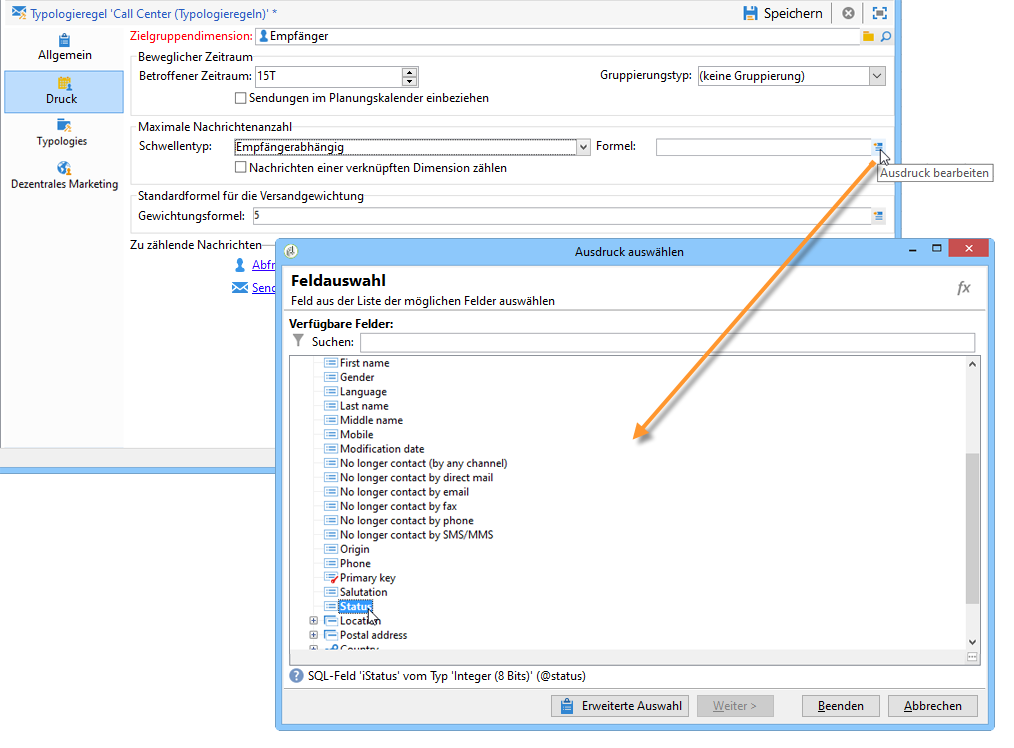 Typologieregel 'Call Center (Typologieregeln)' *
Speichern
Allgemein
Druck
Typologies
Dezentrales Marketing
Zielgruppendimension: Empfänger
Beweglicher Zeitraum
Betroffener Zeitraum: 15T
Gruppierungstyp: (keine Gruppierung)
Sendungen im Planungskalender einbeziehen
Maximale Nachrichtenanzahl
Schwellentyp: Empfängerabhängig
Formel:
Ausdruck bearbeiten
Nachrichten einer verknüpften Dimension zählen
Standardformel für die Versandgewichtung
Gewichtungsformel: 5
Zu zählende Nachrichten
Abfr
Send
Ausdruck auswählen
Feldauswahl
Feld aus der Liste der möglichen Felder auswählen
fx
Verfügbare Felder:
Suchen:
First name
Gender
Language
Last name
Middle name
Mobile
Modification date
No longer contact (by any channel)
No longer contact by direct mail
No longer contact by email
No longer contact by fax
No longer contact by phone
No longer contact by SMS/MMS
Origin
Phone
Primary key
Salutation
Status
Location
Postal address
Country
SQL-Feld 'iStatus' vom Typ 'Integer (8 Bits)' (@status)
Erweiterte Auswahl
Weiter >
Beenden
Abbrechen